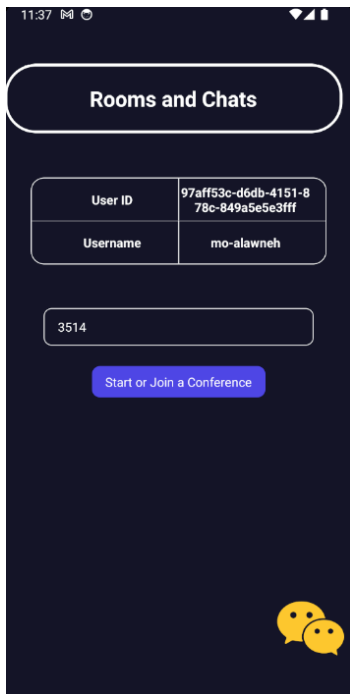 11:37
Rooms and Chats
User ID
97aff53c-d6db-4151-8
78c-849a5e5e3fff
Username
mo-alawneh
3514
Start or Join a Conference